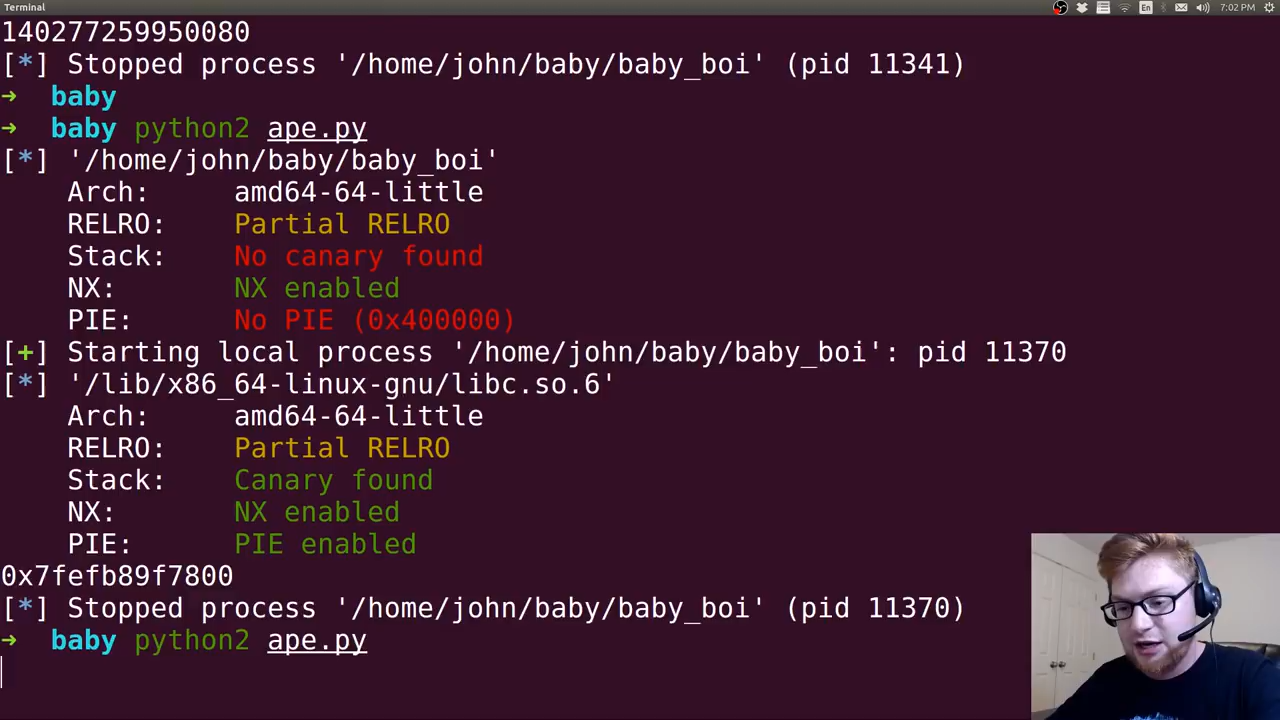 Terminal
En
7:02 PM
140277259950080
[*] Stopped process '/home/john/baby/baby_boi' (pid 11341)
→ baby
→ baby python2 ape.py
[*] '/home/john/baby/baby_boi'
Arch: amd64-64-little
RELRO: Partial RELRO
Stack: No canary found
NX: NX enabled
PIE: No PIE (0x400000)
[+] Starting local process '/home/john/baby/baby_boi': pid 11370
[*] '/lib/x86_64-linux-gnu/libc.so.6'
Arch: amd64-64-little
RELRO: Partial RELRO
Stack: Canary found
NX: NX enabled
PIE: PIE enabled
0x7fefb89f7800
[*] Stopped process '/home/john/baby/baby_boi' (pid 11370)
→ baby python2 ape.py